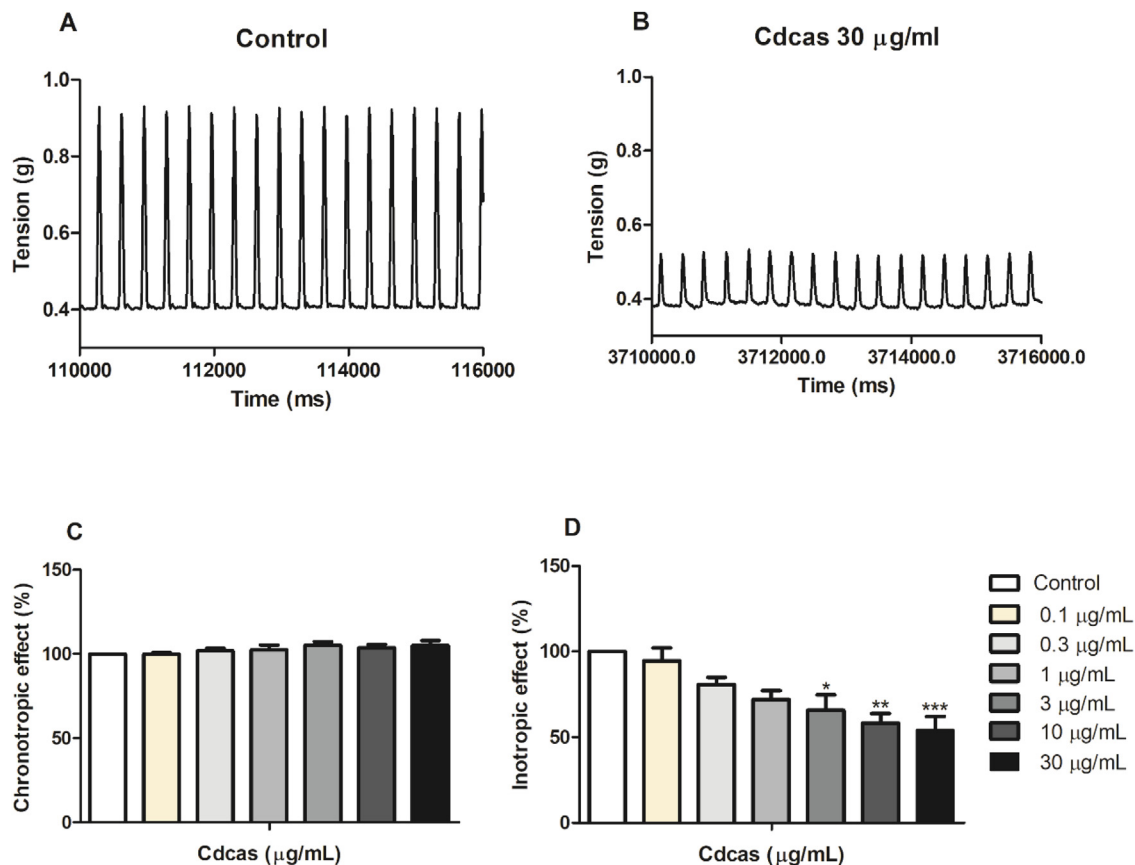 A
Control
1.0
0.8
0.6
0.4
Tension (g)
110000 112000 114000 116000
Time (ms)
B
Cdcas 30 μg/ml
1.0
0.8
0.6
0.4
Tension (g)
3710000.0 3712000.0 3714000.0 3716000.0
Time (ms)
C
150
100
50
0
Chronotropic effect (%)
Cdcas (μg/mL)
D
150
100
50
0
Inotropic effect (%)
* ** ***
Cdcas (μg/mL)
Control
0.1 μg/mL
0.3 μg/mL
1 μg/mL
3 μg/mL
10 μg/mL
30 μg/mL